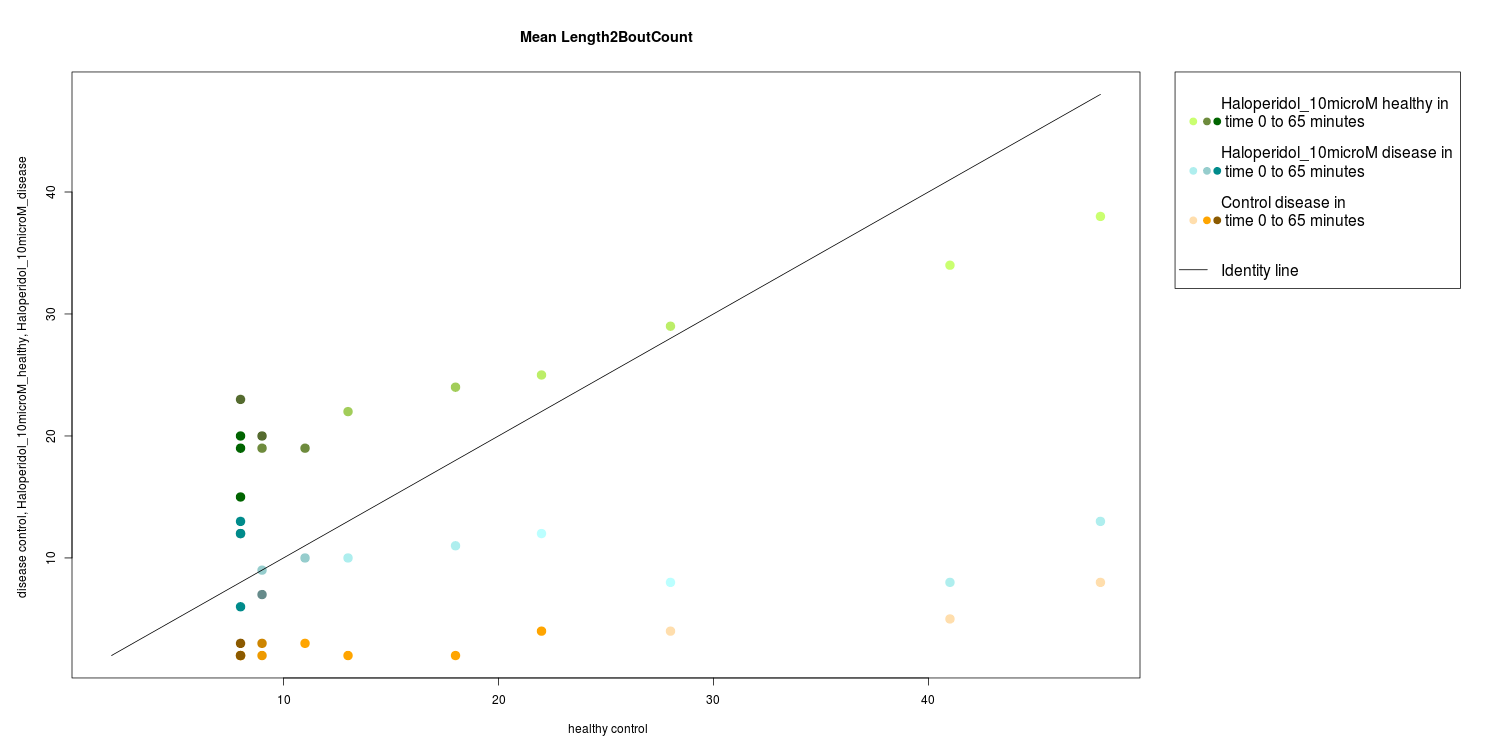 Mean Length2BoutCount
Haloperidol_10microM healthy in
time 0 to 65 minutes
Haloperidol_10microM disease in
time 0 to 65 minutes
Control disease in
time 0 to 65 minutes
Identity line
disease control, Haloperidol_10microM_healthy, Haloperidol_10microM_disease
40
30
20
10
10
20
30
40
healthy control